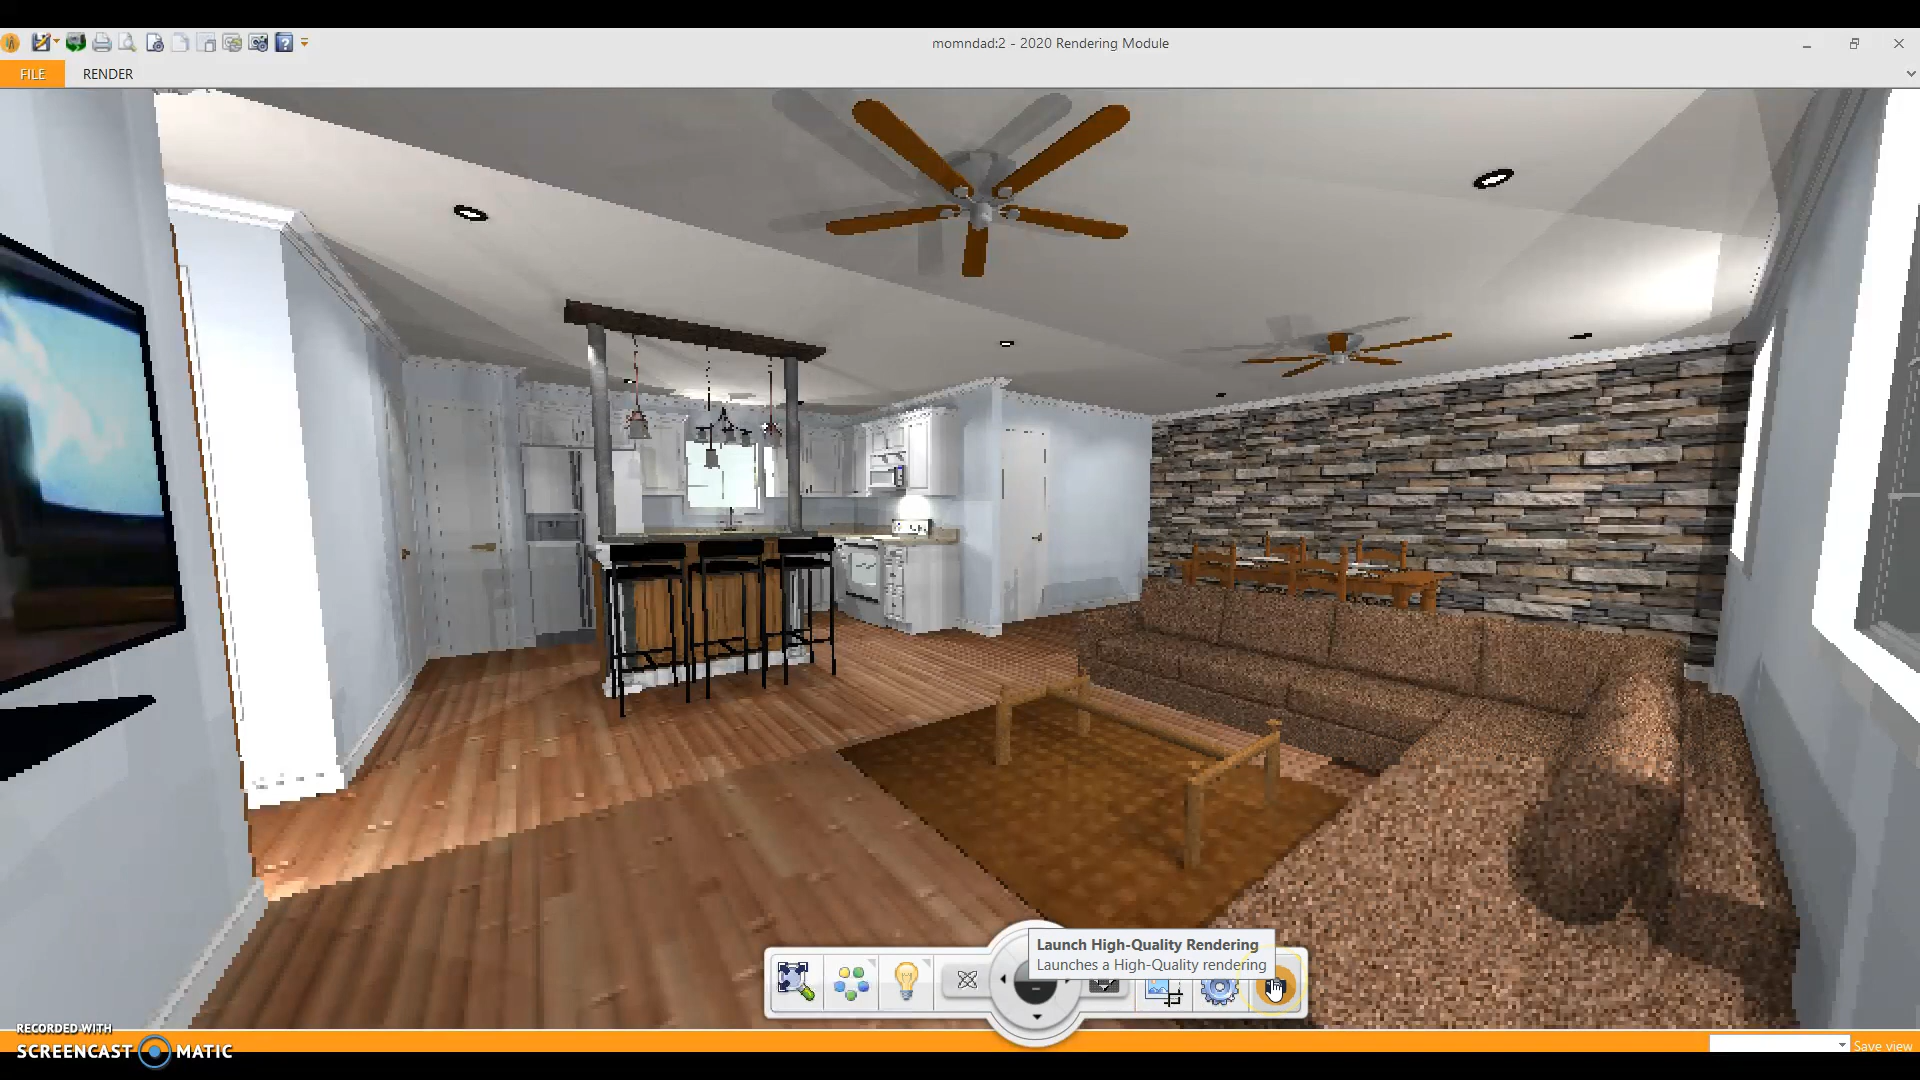 momndad:2 - 2020 Rendering Module
FILE
RENDER
Launch High-Quality Rendering
Launches a High-Quality rendering
RECORDED WITH
SCREENCAST MATIC
Save view